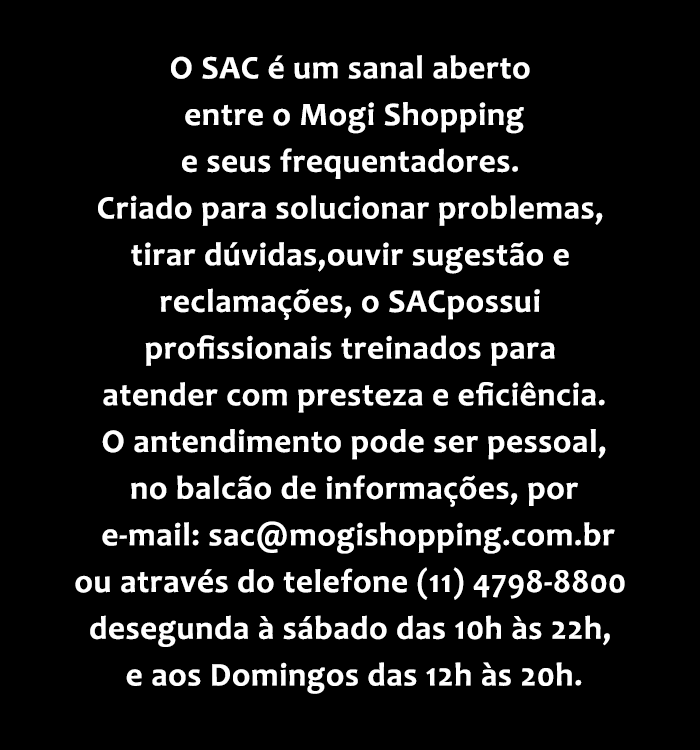 O SAC é um sanal aberto
entre o Mogi Shopping
e seus frequentadores.
Criado para solucionar problemas,
tirar dúvidas,ouvir sugestão e
reclamações, o SACpossui
profissionais treinados para
atender com presteza e eficiência.
O antendimento pode ser pessoal,
no balcão de informações, por
e-mail: sac@mogishopping.com.br
ou através do telefone (11) 4798-8800
desegunda à sábado das 10h às 22h,
e aos Domingos das 12h às 20h.